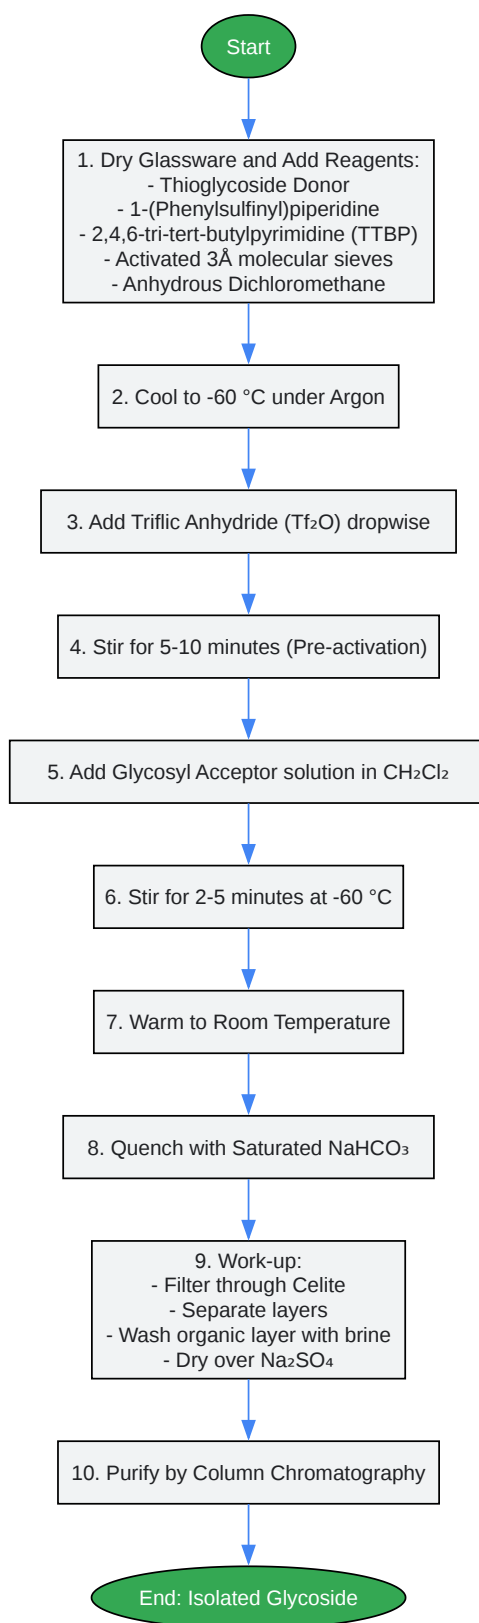 Start
1. Dry Glassware and Add Reagents:
- Thioglycoside Donor
- 1-(Phenylsulfinyl)piperidine
- 2,4,6-tri-tert-butylpyrimidine (TTBP)
- Activated 3Å molecular sieves
- Anhydrous Dichloromethane
2. Cool to -60 °C under Argon
3. Add Triflic Anhydride (Tf₂O) dropwise
4. Stir for 5-10 minutes (Pre-activation)
5. Add Glycosyl Acceptor solution in CH₂Cl₂
6. Stir for 2-5 minutes at -60 °C
7. Warm to Room Temperature
8. Quench with Saturated NaHCO₃
9. Work-up:
- Filter through Celite
- Separate layers
- Wash organic layer with brine
- Dry over Na₂SO₄
10. Purify by Column Chromatography
End: Isolated Glycoside